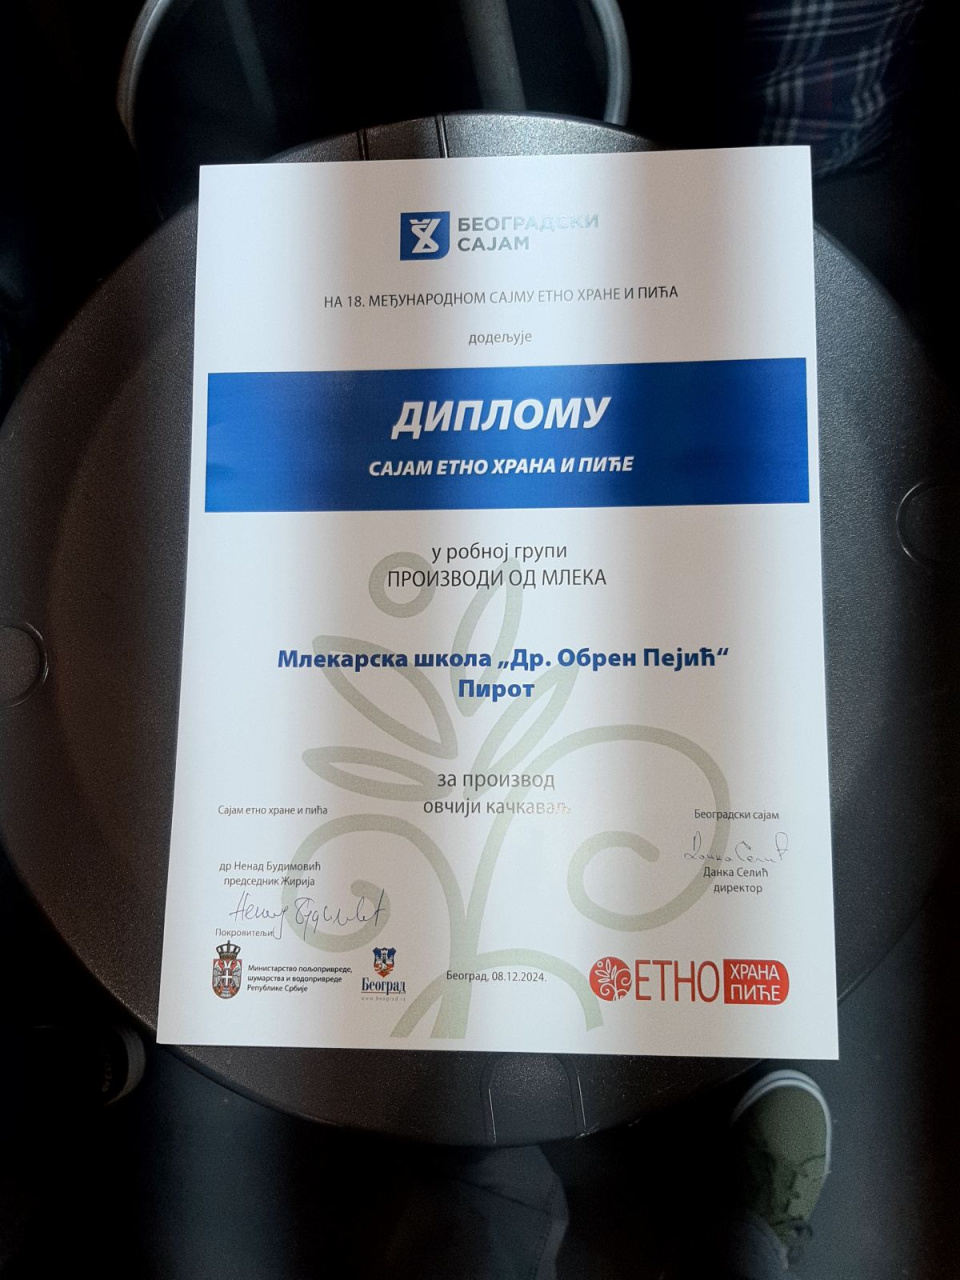 БЕОГРАДСКИ
САЈАМ
НА 18. МЕЂУНАРОДНОМ САЈМУ ЕТНО ХРАНЕ И ПИЋА
додељује
ДИПЛОМУ
САЈАМ ЕТНО ХРАНА И ПИЋЕ
у робној групи
ПРОИЗВОДИ ОД МЛЕКА
Млекарска школа „Др. Обрен Пејић“
Пирот
за производ
овчији качкаваљ
Сајам етно хране и пића
др Ненад Будимовић
председник Жирија
Београдски сајам
Данка Селић
Данка Селић
директор
Покровитељи
Министарство пољопривреде,
шумарства и водопривреде
Републике Србије
Београд
Београд, 08.12.2024.
ЕТНО ХРАНА
ПИЋЕ